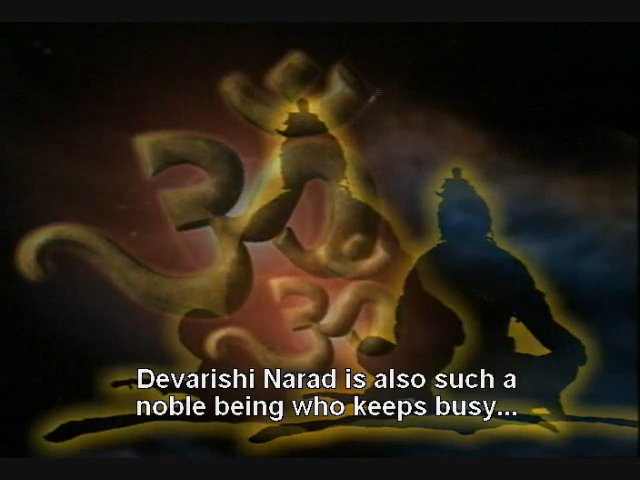 ॐ
ॐ
Devarishi Narad is also such a
noble being who keeps busy...